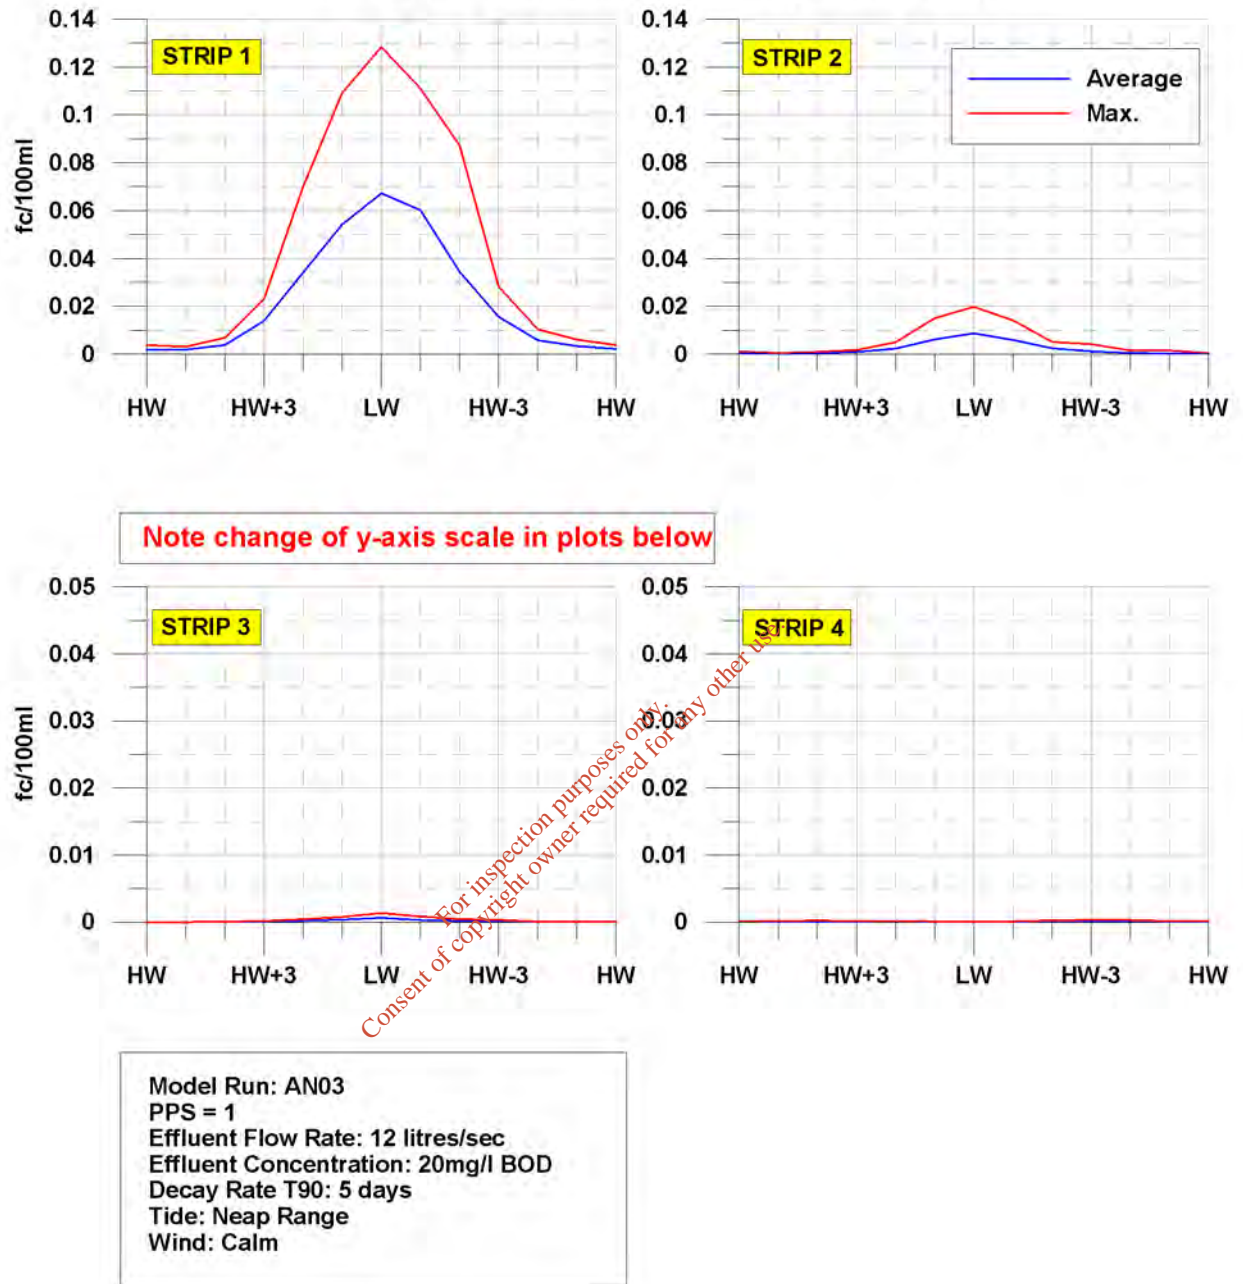 0.14
0.12
0.1
0.08
0.06
0.04
0.02
0
fc/100ml
STRIP 1
HW HW+3 LW HW-3 HW
0.14
0.12
0.1
0.08
0.06
0.04
0.02
0
STRIP 2
Average
Max.
HW HW+3 LW HW-3 HW
Note change of y-axis scale in plots below
0.05
0.04
0.03
0.02
0.01
0
fc/100ml
STRIP 3
HW HW+3 LW HW-3 HW
0.05
0.04
0.03
0.02
0.01
0
STRIP 4
HW HW+3 LW HW-3 HW
For inspection purposes only.
Consent of copyright owner required for any other use.
Model Run: AN03
PPS = 1
Effluent Flow Rate: 12 litres/sec
Effluent Concentration: 20mg/l BOD
Decay Rate T90: 5 days
Tide: Neap Range
Wind: Calm